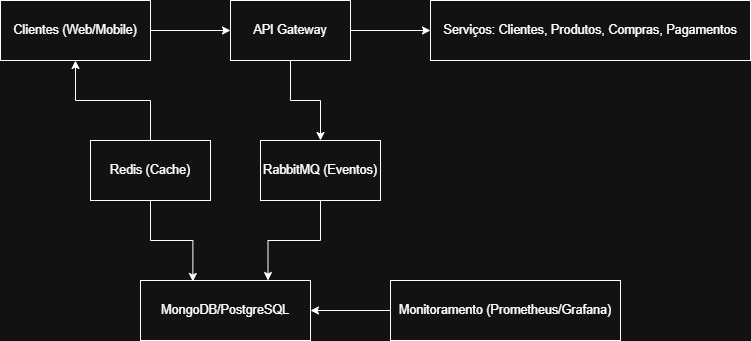 Clientes (Web/Mobile)
API Gateway
Serviços: Clientes, Produtos, Compras, Pagamentos
Redis (Cache)
RabbitMQ (Eventos)
MongoDB/PostgreSQL
Monitoramento (Prometheus/Grafana)